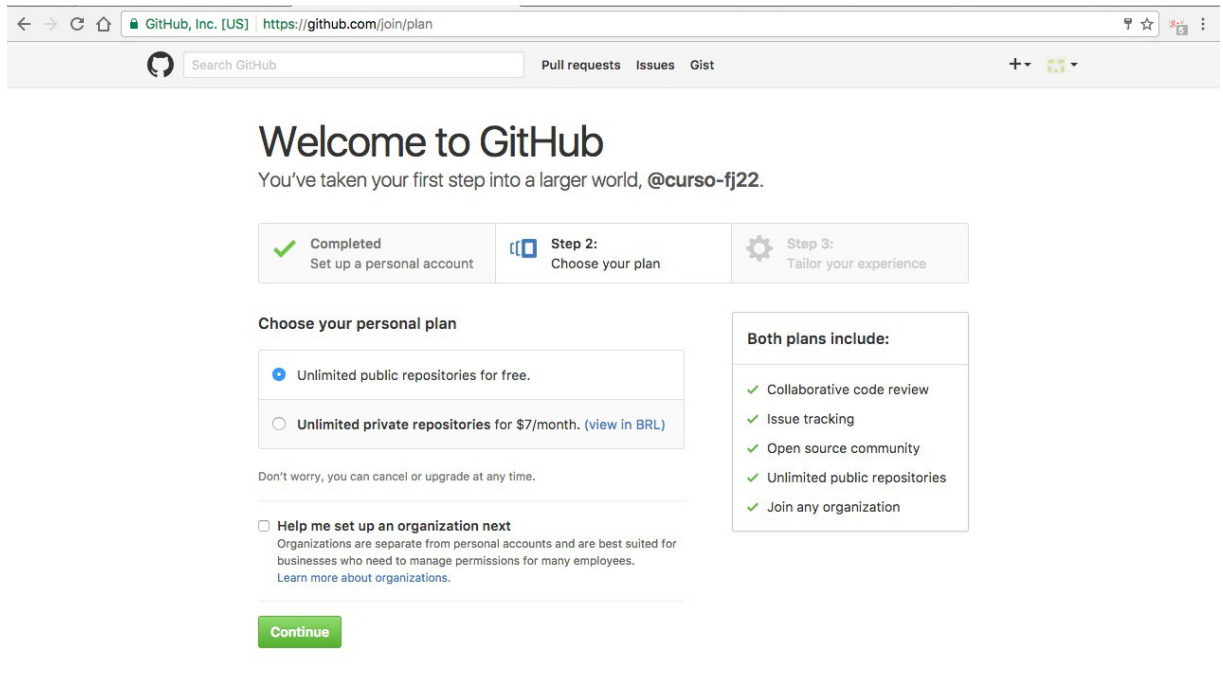 GitHub, Inc. [US] https://github.com/join/plan
Search GitHub
Pull requests Issues Gist
Welcome to GitHub
You've taken your first step into a larger world, @curso-fj22.
Completed
Set up a personal account
Step 2:
Choose your plan
Step 3:
Tailor your experience
Choose your personal plan
Unlimited public repositories for free.
Unlimited private repositories for $7/month. (view in BRL)
Don't worry, you can cancel or upgrade at any time.
Help me set up an organization next
Organizations are separate from personal accounts and are best suited for
businesses who need to manage permissions for many employees.
Learn more about organizations.
Continue
Both plans include:
Collaborative code review
Issue tracking
Open source community
Unlimited public repositories
Join any organization